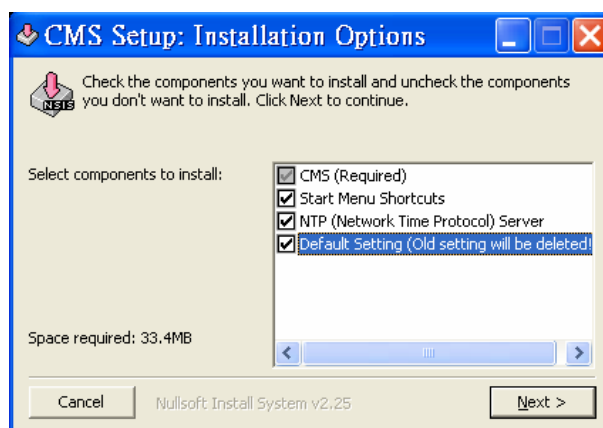 CMS Setup: Installation Options
Check the components you want to install and uncheck the components
you don't want to install. Click Next to continue.
NSIS
Select components to install:
CMS (Required)
Start Menu Shortcuts
NTP (Network Time Protocol) Server
Default Setting (Old setting will be deleted!
Space required: 33.4MB
Cancel
Nullsoft Install System v2.25
Next >